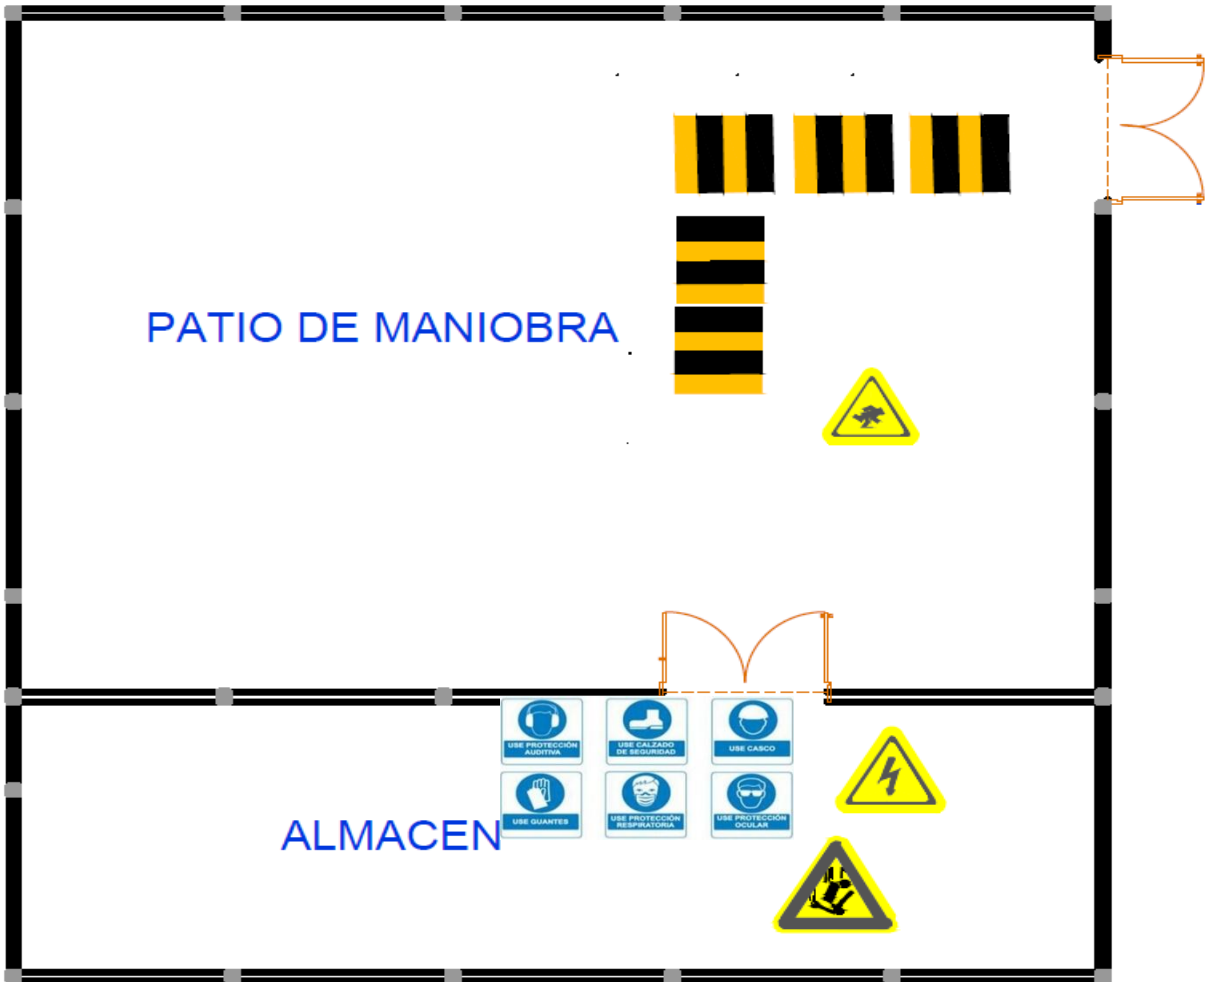 PATIO DE MANIOBRA
USE PROTECCIÓN
AUDITIVA
USE CALZADO
DE SEGURIDAD
USE CASCO
USE GUANTES
USE PROTECCIÓN
RESPIRATORIA
USE PROTECCIÓN
OCULAR
ALMACEN